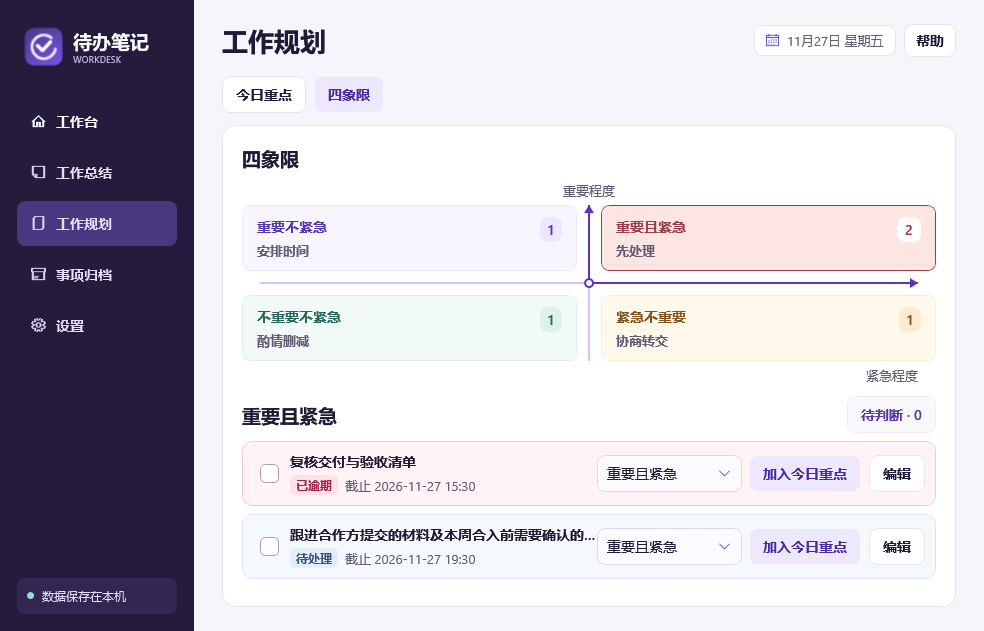 待办笔记
WORKDESK
工作台
工作总结
工作规划
事项归档
设置
数据保存在本机
工作规划
11月27日 星期五
帮助
今日重点
四象限
四象限
重要程度
重要不紧急
1
安排时间
重要且紧急
2
先处理
不重要不紧急
1
酌情删减
紧急不重要
1
协商转交
紧急程度
重要且紧急
待判断 · 0
复核交付与验收清单
已逾期 截止 2026-11-27 15:30
重要且紧急
加入今日重点
编辑
跟进合作方提交的材料及本周合入前需要确认的...
待处理 截止 2026-11-27 19:30
重要且紧急
加入今日重点
编辑